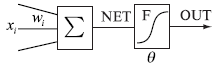 xᵢ wᵢ Σ NET F OUT
θ